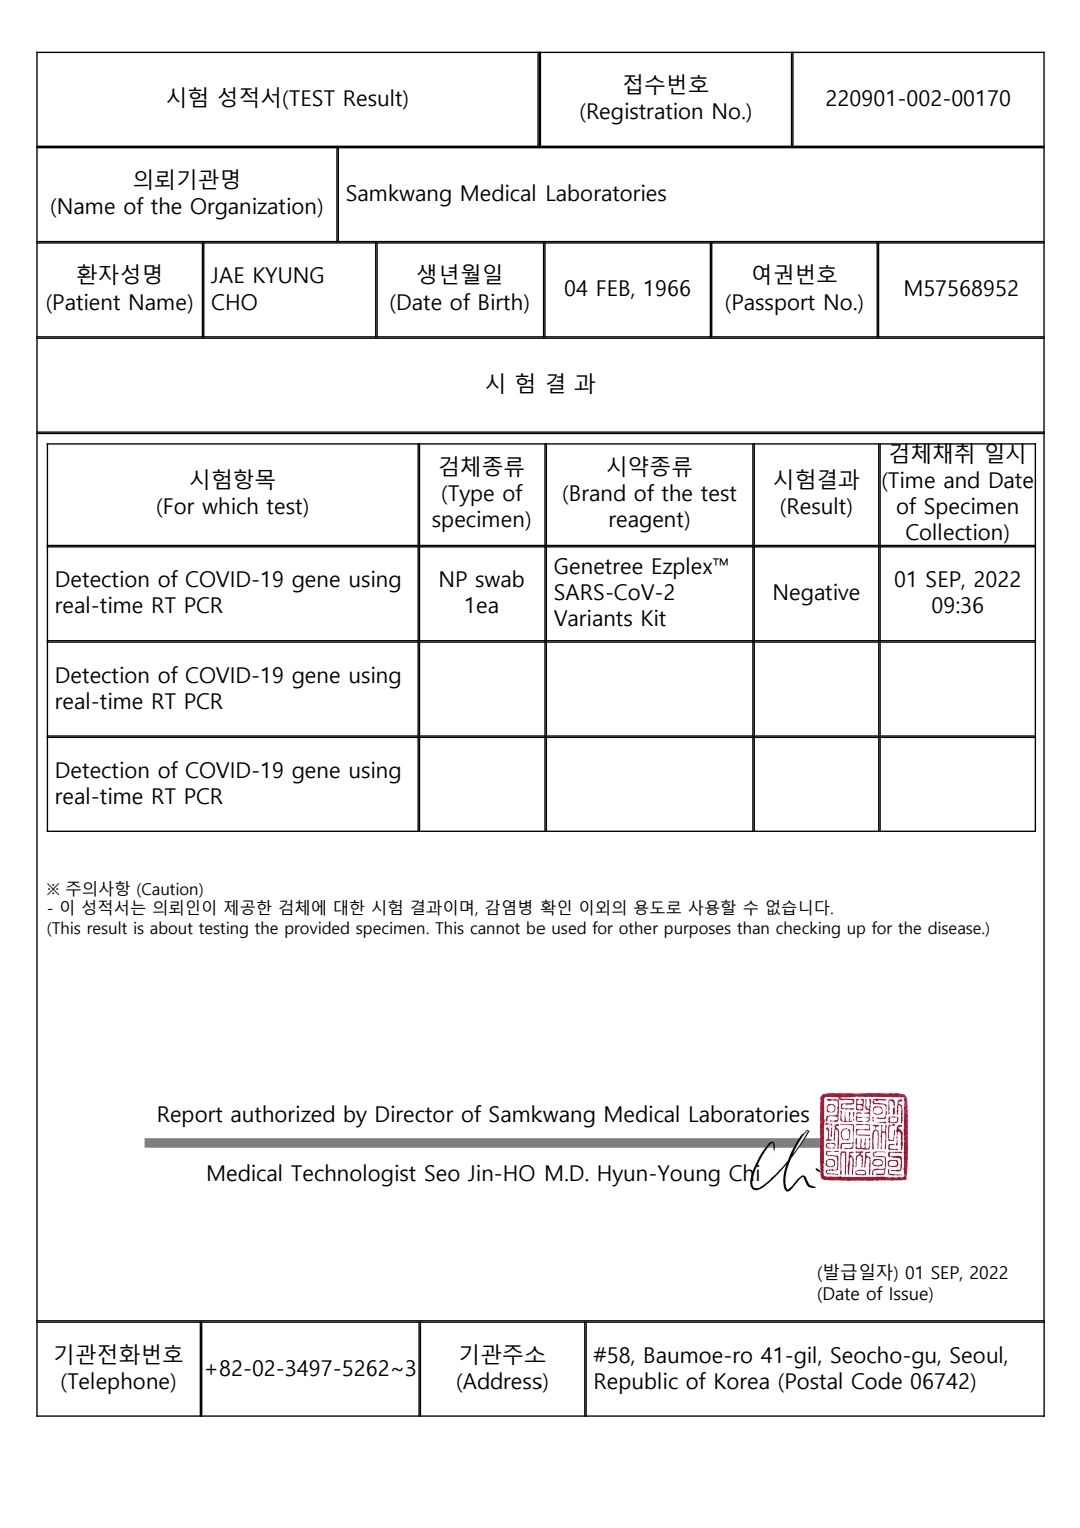 시험 성적서(TEST Result)
접수번호
(Registration No.)
220901-002-00170
의뢰기관명
(Name of the Organization)
Samkwang Medical Laboratories
환자성명
(Patient Name)
JAE KYUNG
CHO
생년월일
(Date of Birth)
04 FEB, 1966
여권번호
(Passport No.)
M57568952
시 험 결 과
시험항목
(For which test)
검체종류
(Type of
specimen)
시약종류
(Brand of the test
reagent)
시험결과
(Result)
검체채취 일시
(Time and Date
of Specimen
Collection)
Detection of COVID-19 gene using
real-time RT PCR
NP swab
1ea
Genetree Ezplex™
SARS-CoV-2
Variants Kit
Negative
01 SEP, 2022
09:36
Detection of COVID-19 gene using
real-time RT PCR
Detection of COVID-19 gene using
real-time RT PCR
※ 주의사항 (Caution)
- 이 성적서는 의뢰인이 제공한 검체에 대한 시험 결과이며, 감염병 확인 이외의 용도로 사용할 수 없습니다.
(This result is about testing the provided specimen. This cannot be used for other purposes than checking up for the disease.)
Report authorized by Director of Samkwang Medical Laboratories
Medical Technologist Seo Jin-HO M.D. Hyun-Young Chi
(발급일자) 01 SEP, 2022
(Date of Issue)
기관전화번호
(Telephone)
+82-02-3497-5262~3
기관주소
(Address)
#58, Baumoe-ro 41-gil, Seocho-gu, Seoul,
Republic of Korea (Postal Code 06742)